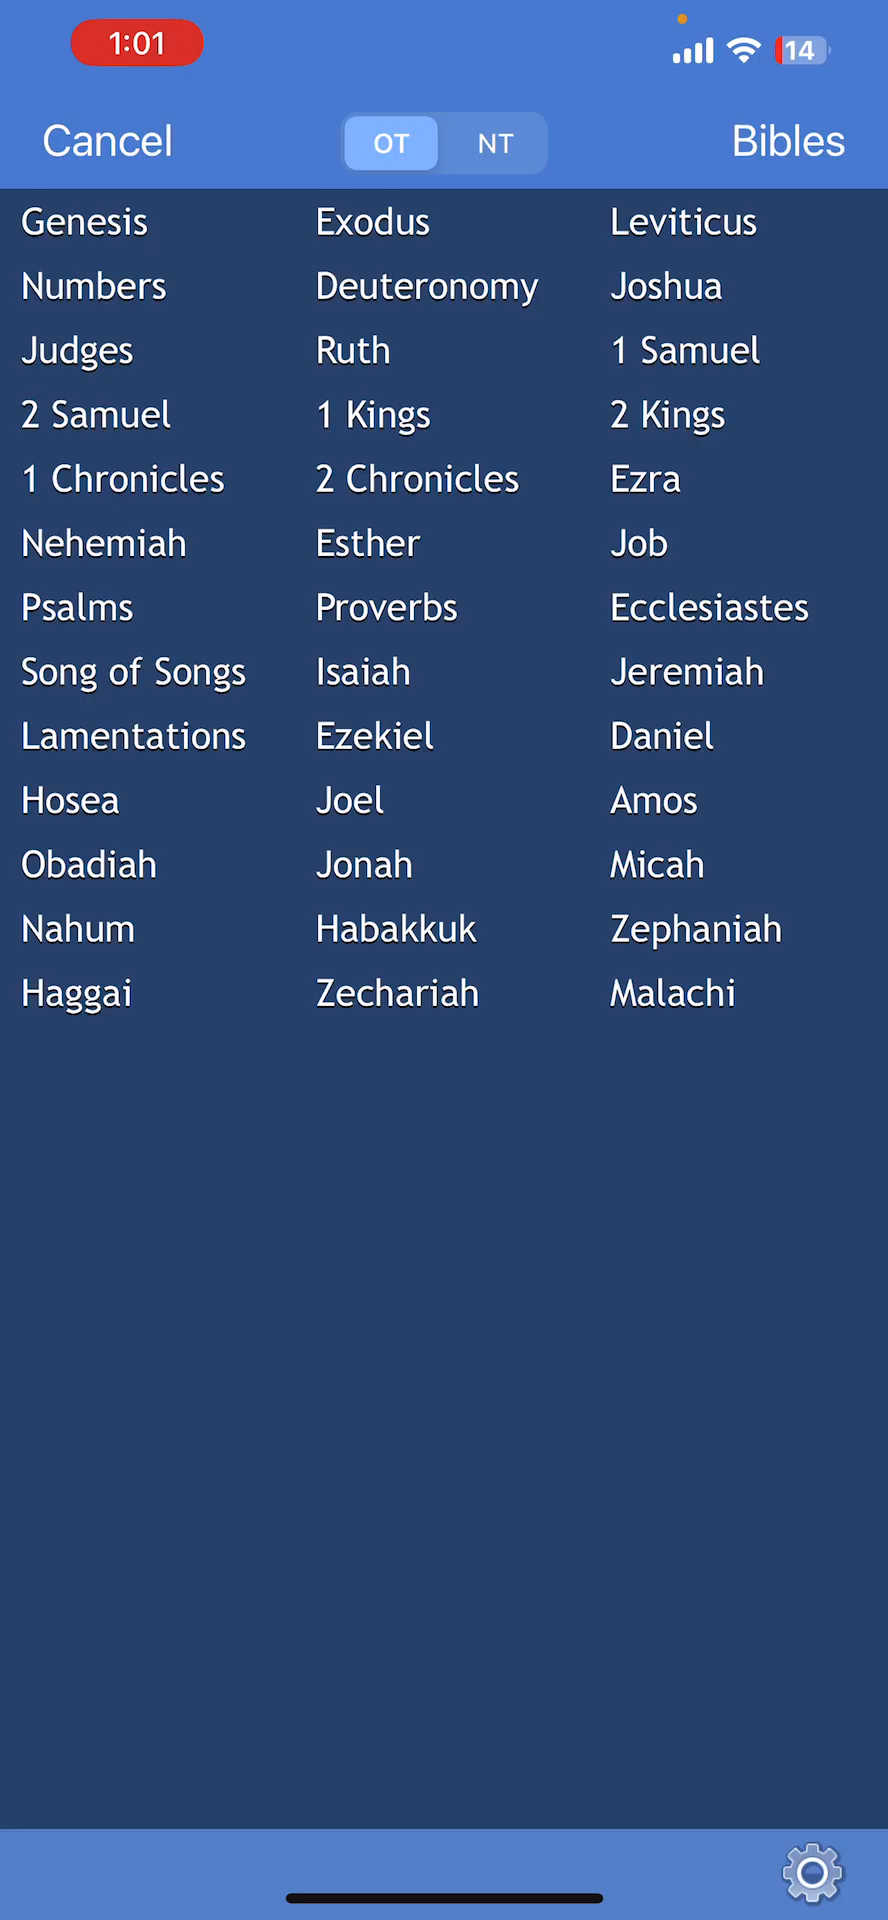 1:01 14
Cancel OT NT Bibles
Genesis Exodus Leviticus
Numbers Deuteronomy Joshua
Judges Ruth 1 Samuel
2 Samuel 1 Kings 2 Kings
1 Chronicles 2 Chronicles Ezra
Nehemiah Esther Job
Psalms Proverbs Ecclesiastes
Song of Songs Isaiah Jeremiah
Lamentations Ezekiel Daniel
Hosea Joel Amos
Obadiah Jonah Micah
Nahum Habakkuk Zephaniah
Haggai Zechariah Malachi